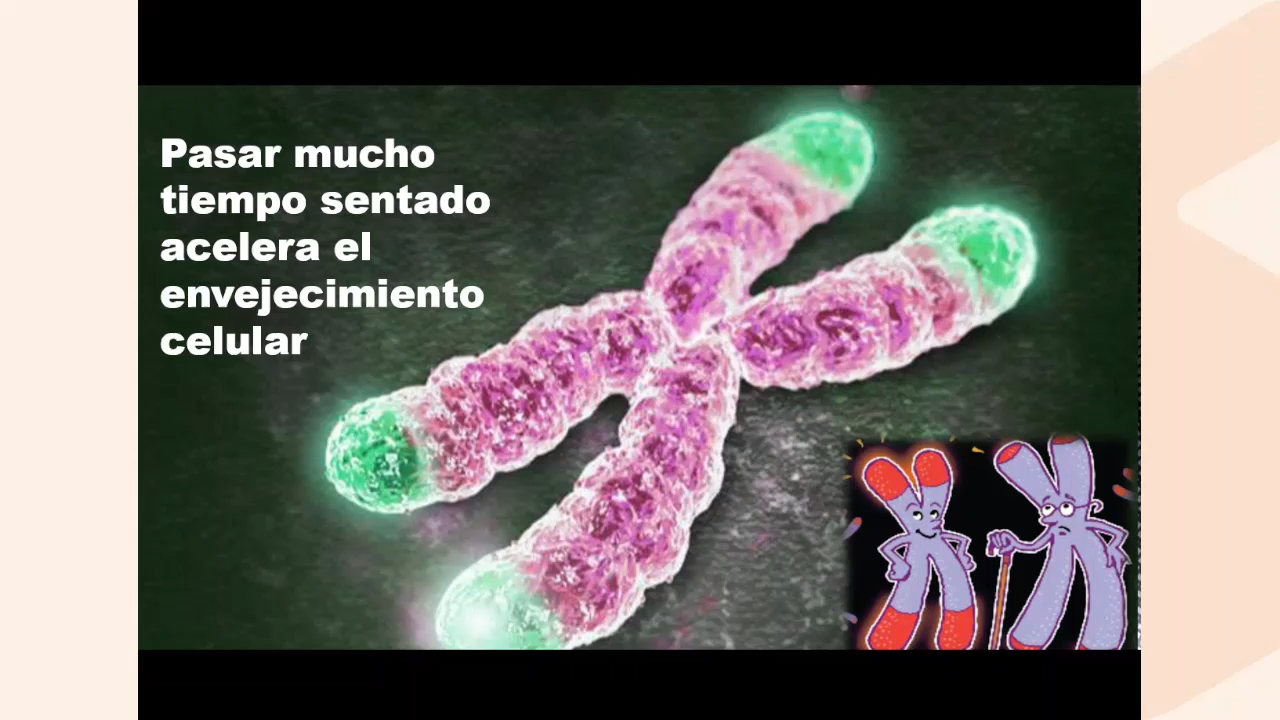 Pasar mucho
tiempo sentado
acelera el
envejecimiento
celular